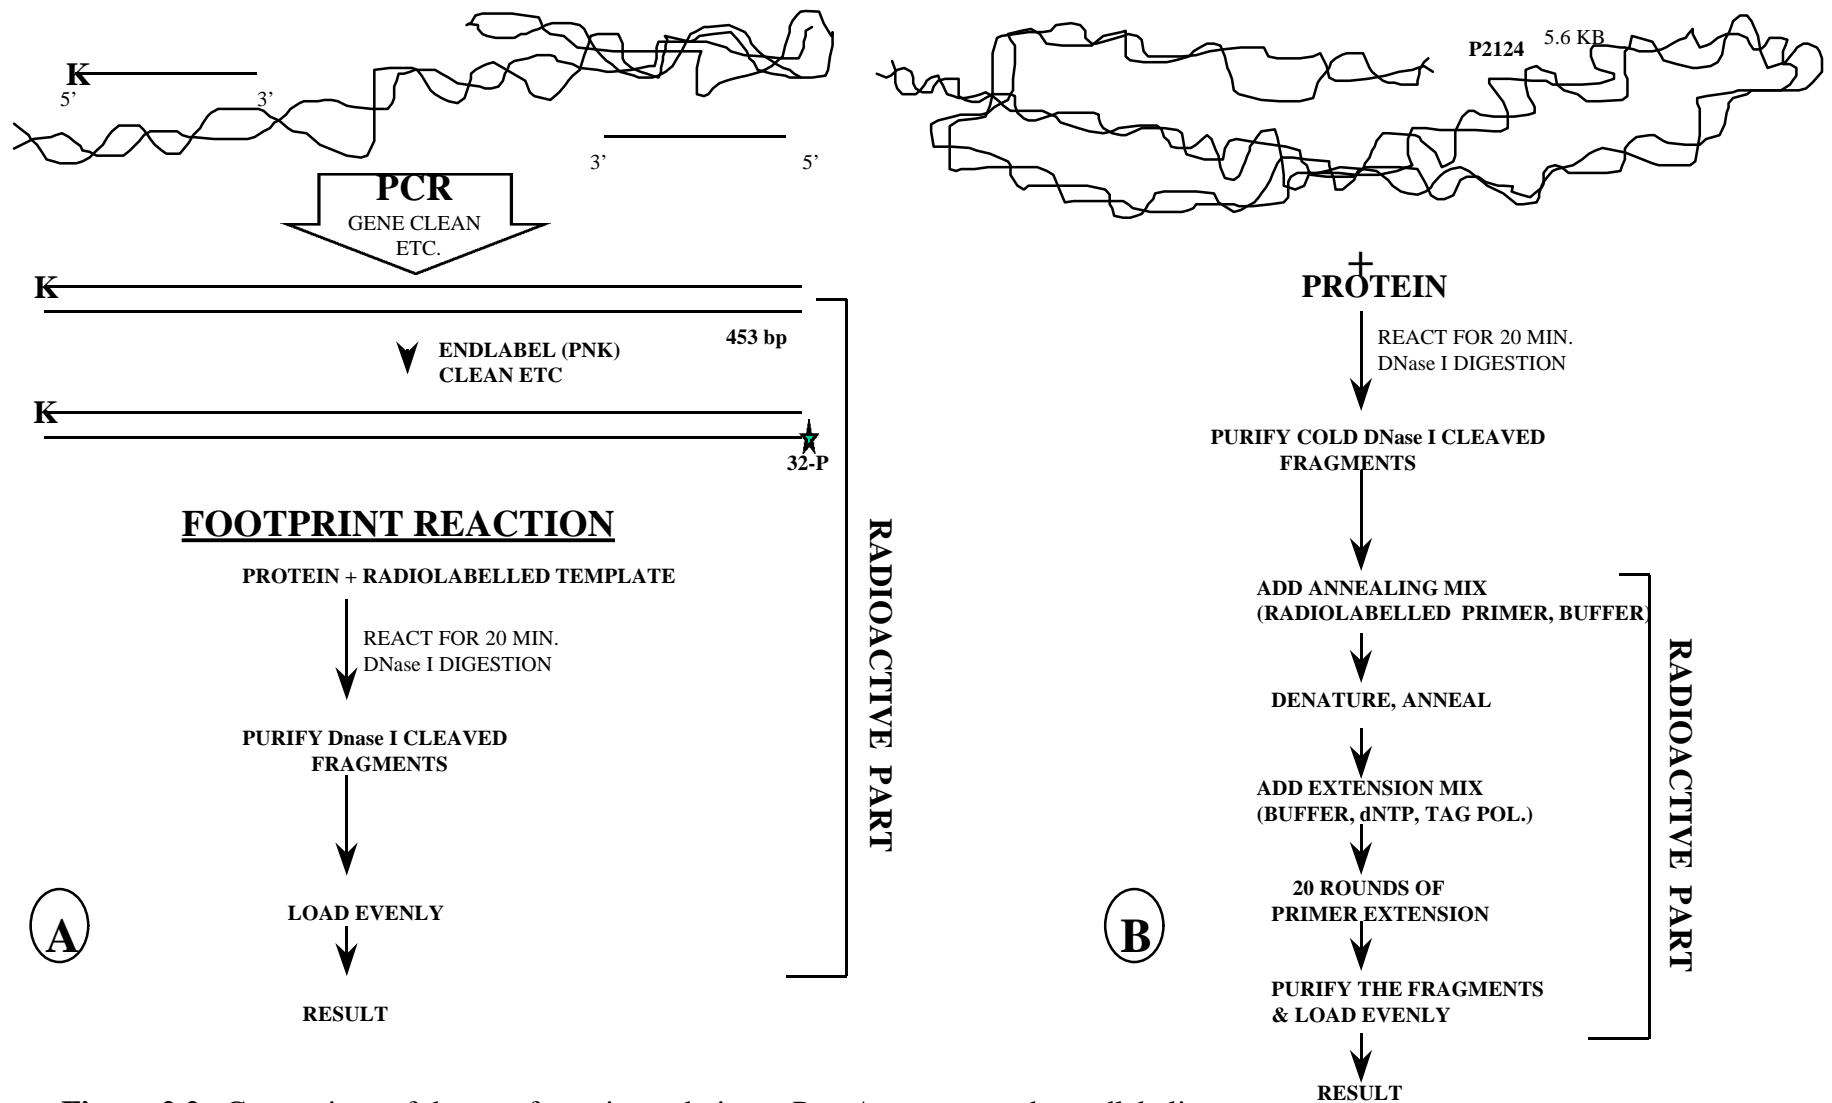 K
5’ 3’
3’ 5’
PCR
GENE CLEAN
ETC.
K
453 bp
ENDLABEL (PNK)
CLEAN ETC
K
32-P
FOOTPRINT REACTION
PROTEIN + RADIOLABELLED TEMPLATE
REACT FOR 20 MIN.
DNase I DIGESTION
PURIFY Dnase I CLEAVED
FRAGMENTS
LOAD EVENLY
RESULT
A
RADIOACTIVE PART
P2124 5.6 KB
+
PROTEIN
REACT FOR 20 MIN.
DNase I DIGESTION
PURIFY COLD DNase I CLEAVED
FRAGMENTS
ADD ANNEALING MIX
(RADIOLABELLED PRIMER, BUFFER)
DENATURE, ANNEAL
ADD EXTENSION MIX
(BUFFER, dNTP, TAG POL.)
20 ROUNDS OF
PRIMER EXTENSION
PURIFY THE FRAGMENTS
& LOAD EVENLY
RESULT
B
RADIOACTIVE PART